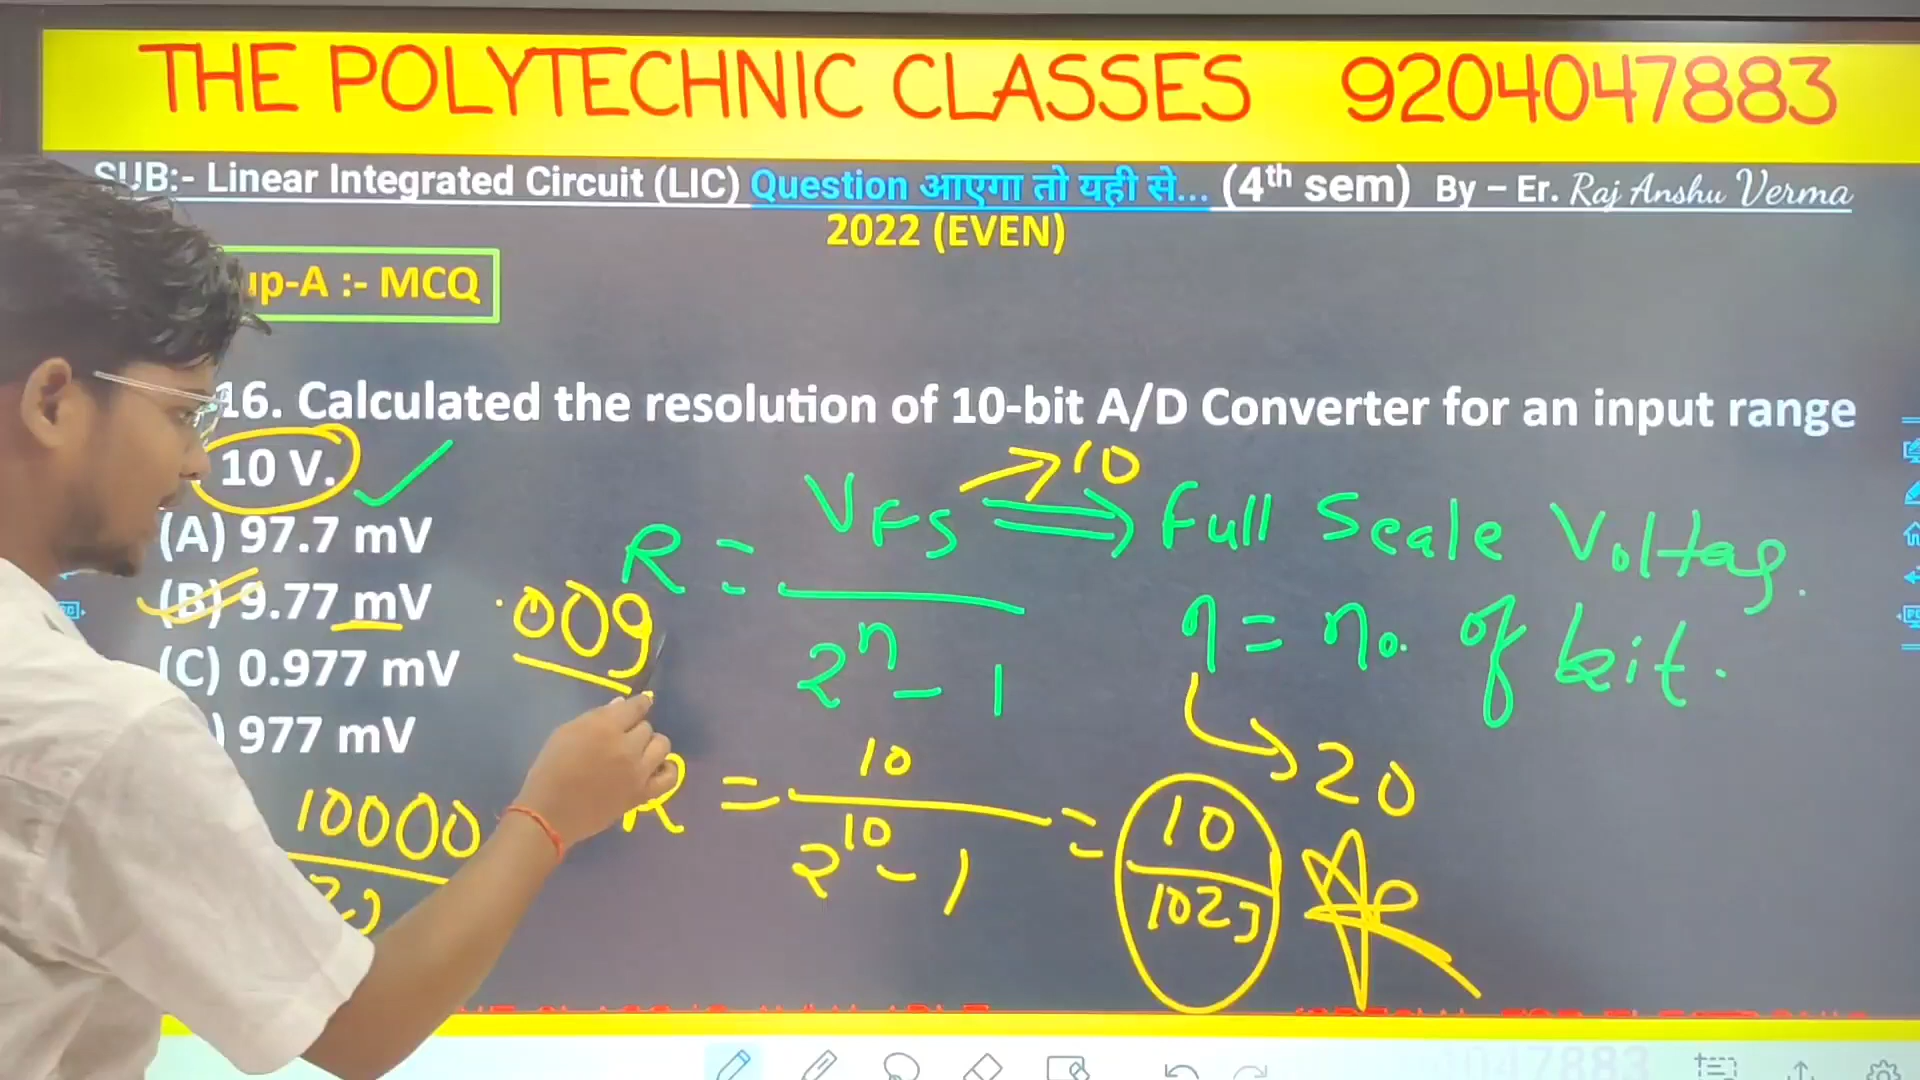 THE POLYTECHNIC CLASSES 9204047883
SUB:- Linear Integrated Circuit (LIC) Question आएगा तो यही से... (4th sem) By – Er. Raj Anshu Verma
2022 (EVEN)
up-A :- MCQ
16. Calculated the resolution of 10-bit A/D Converter for an input range
10 V.
(A) 97.7 mV
(B) 9.77 mV
(C) 0.977 mV
) 977 mV
.009
R = VFS / 2^n - 1
10
Full Scale Voltag.
η = no. of bit.
20
R = 10 / 2^10 - 1 = 10 / 1023
10000